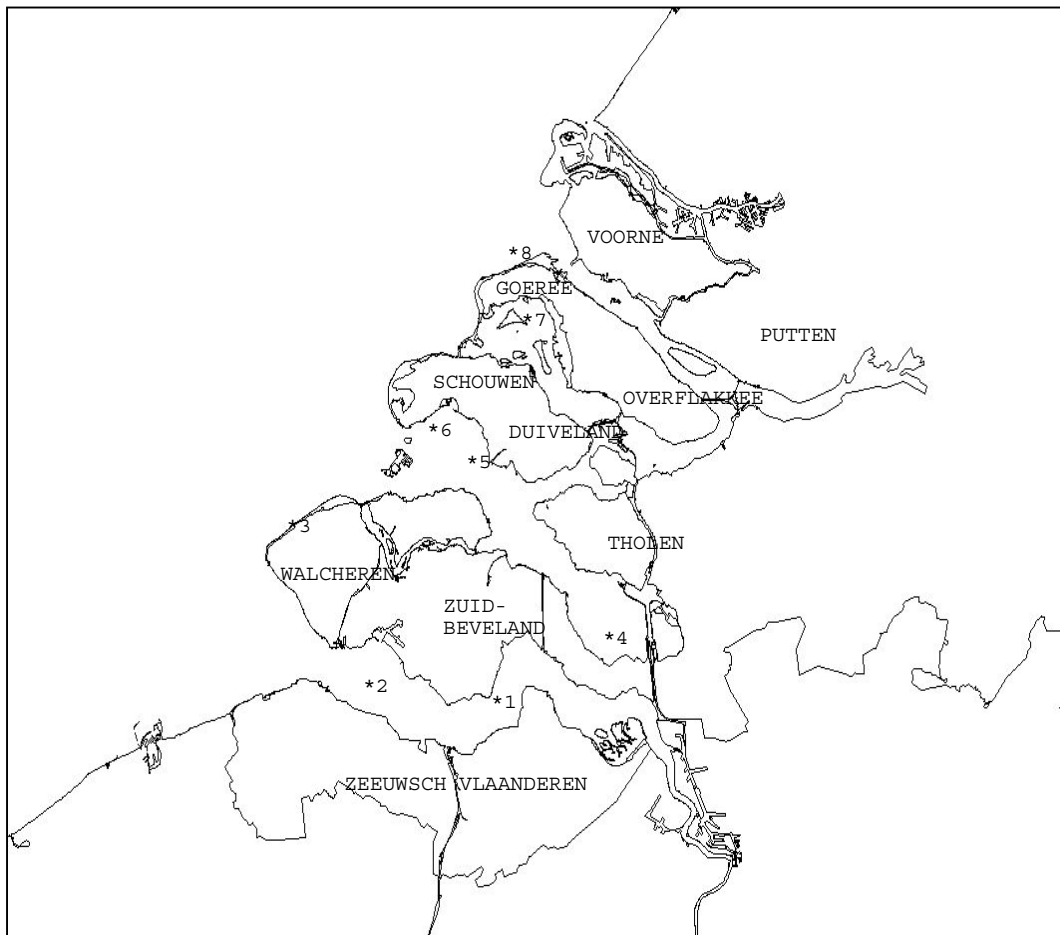 VOORNE
*8
GOEREE
*7
PUTTEN
SCHOUWEN
OVERFLAKKEE
*6
DUIVELAND
*5
*3
THOLEN
WALCHEREN
ZUID-
BEVELAND
*4
*2
*1
ZEEUWSCH VLAANDEREN